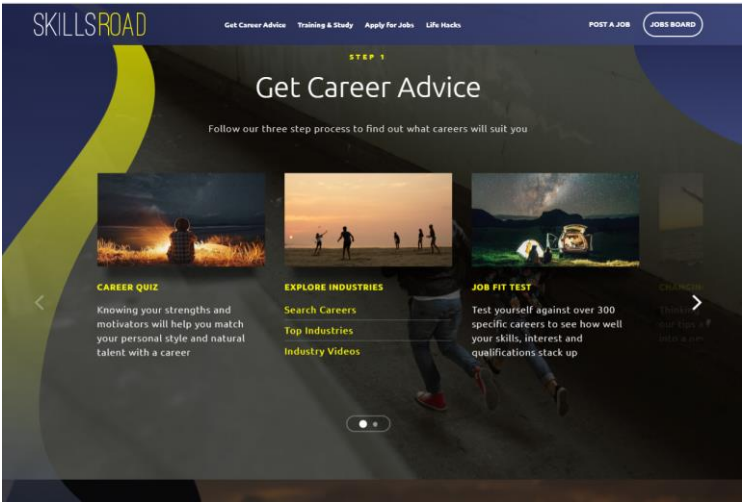 SKILLSROAD
Get Career Advice Training & Study Apply for Jobs Life Hacks
POST A JOB JOBS BOARD
STEP 1
Get Career Advice
Follow our three step process to find out what careers will suit you
CAREER QUIZ
Knowing your strengths and
motivators will help you match
your personal style and natural
talent with a career
EXPLORE INDUSTRIES
Search Careers
Top Industries
Industry Videos
JOB FIT TEST
Test yourself against over 300
specific careers to see how well
your skills, interest and
qualifications stack up
our tips